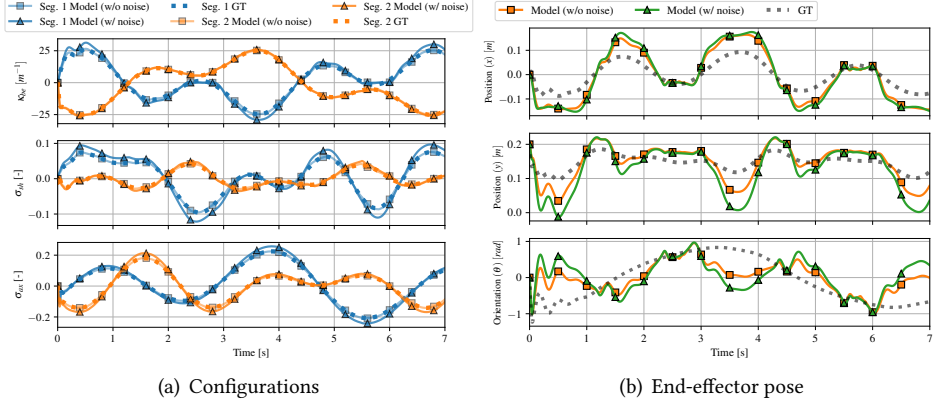 Seg. 1 Model (w/o noise) Seg. 1 GT Seg. 2 Model (w/ noise)
Seg. 1 Model (w/ noise) Seg. 2 Model (w/o noise) Seg. 2 GT
25
0
−25
κbe [m⁻¹]
0.1
0.0
−0.1
σsh [-]
0.2
0.0
−0.2
σax [-]
0 1 2 3 4 5 6 7
Time [s]
(a) Configurations
Model (w/o noise) Model (w/ noise) GT
0.1
0.0
−0.1
Position (x) [m]
0.2
0.1
0.0
Position (y) [m]
1
0
−1
Orientation (θ) [rad]
0 1 2 3 4 5 6 7
Time [s]
(b) End-effector pose